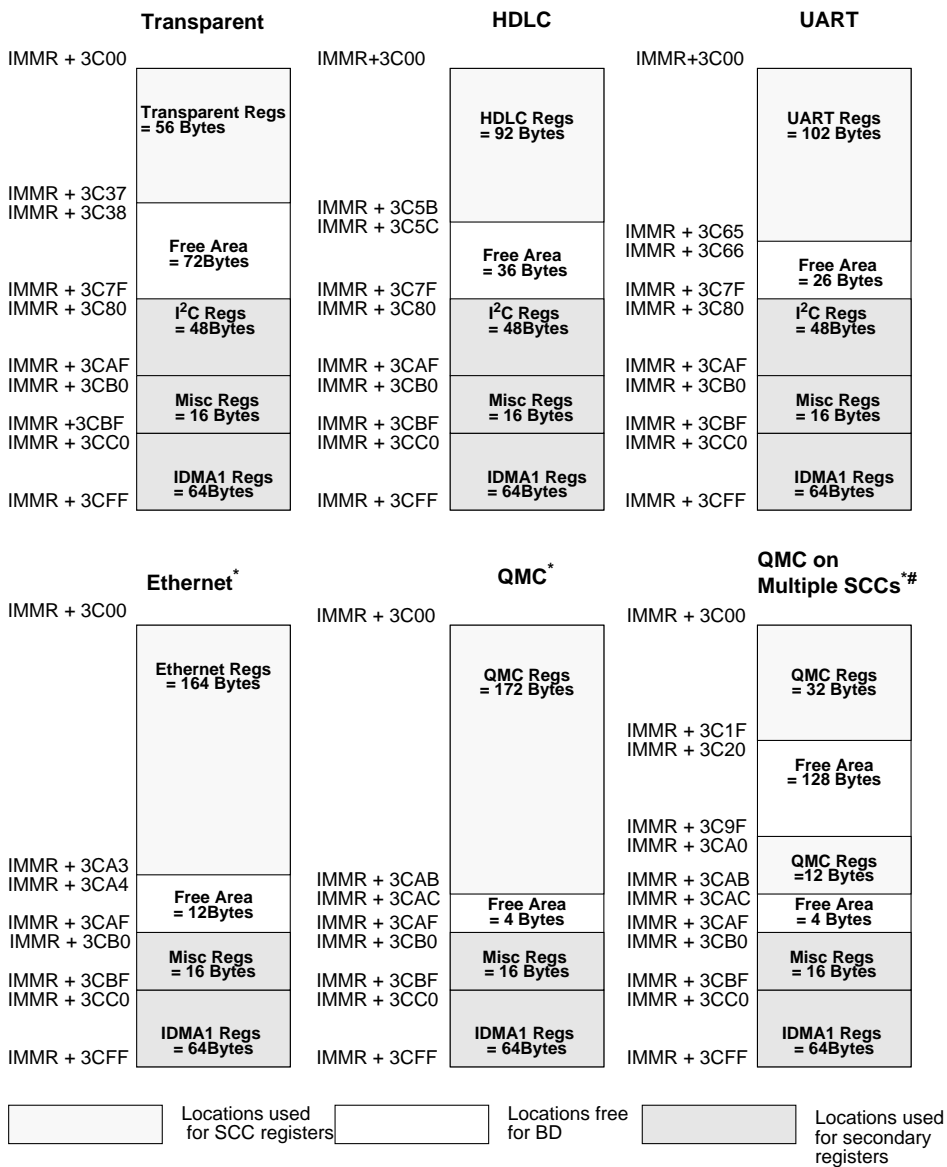 Transparent
IMMR + 3C00
Transparent Regs
= 56 Bytes
IMMR + 3C37
IMMR + 3C38
Free Area
= 72Bytes
IMMR + 3C7F
IMMR + 3C80
I²C Regs
= 48Bytes
IMMR + 3CAF
IMMR + 3CB0
Misc Regs
= 16 Bytes
IMMR +3CBF
IMMR + 3CC0
IDMA1 Regs
= 64Bytes
IMMR + 3CFF
HDLC
IMMR+3C00
HDLC Regs
= 92 Bytes
IMMR + 3C5B
IMMR + 3C5C
Free Area
= 36 Bytes
IMMR + 3C7F
IMMR + 3C80
I²C Regs
= 48Bytes
IMMR + 3CAF
IMMR + 3CB0
Misc Regs
= 16 Bytes
IMMR + 3CBF
IMMR + 3CC0
IDMA1 Regs
= 64Bytes
IMMR + 3CFF
UART
IMMR+3C00
UART Regs
= 102 Bytes
IMMR + 3C65
IMMR + 3C66
Free Area
= 26 Bytes
IMMR + 3C7F
IMMR + 3C80
I²C Regs
= 48Bytes
IMMR + 3CAF
IMMR + 3CB0
Misc Regs
= 16 Bytes
IMMR + 3CBF
IMMR + 3CC0
IDMA1 Regs
= 64Bytes
IMMR + 3CFF
Ethernet*
IMMR + 3C00
Ethernet Regs
= 164 Bytes
IMMR + 3CA3
IMMR + 3CA4
Free Area
= 12Bytes
IMMR + 3CAF
IMMR + 3CB0
Misc Regs
= 16 Bytes
IMMR + 3CBF
IMMR + 3CC0
IDMA1 Regs
= 64Bytes
IMMR + 3CFF
QMC*
IMMR + 3C00
QMC Regs
= 172 Bytes
IMMR + 3CAB
IMMR + 3CAC
Free Area
= 4 Bytes
IMMR + 3CAF
IMMR + 3CB0
Misc Regs
= 16 Bytes
IMMR + 3CBF
IMMR + 3CC0
IDMA1 Regs
= 64Bytes
IMMR + 3CFF
QMC on
Multiple SCCs*#
IMMR + 3C00
QMC Regs
= 32 Bytes
IMMR + 3C1F
IMMR + 3C20
Free Area
= 128 Bytes
IMMR + 3C9F
IMMR + 3CA0
QMC Regs
=12 Bytes
IMMR + 3CAB
IMMR + 3CAC
Free Area
= 4 Bytes
IMMR + 3CAF
IMMR + 3CB0
Misc Regs
= 16 Bytes
IMMR + 3CBF
IMMR + 3CC0
IDMA1 Regs
= 64Bytes
IMMR + 3CFF
Locations used
for SCC registers
Locations free
for BD
Locations used
for secondary
registers